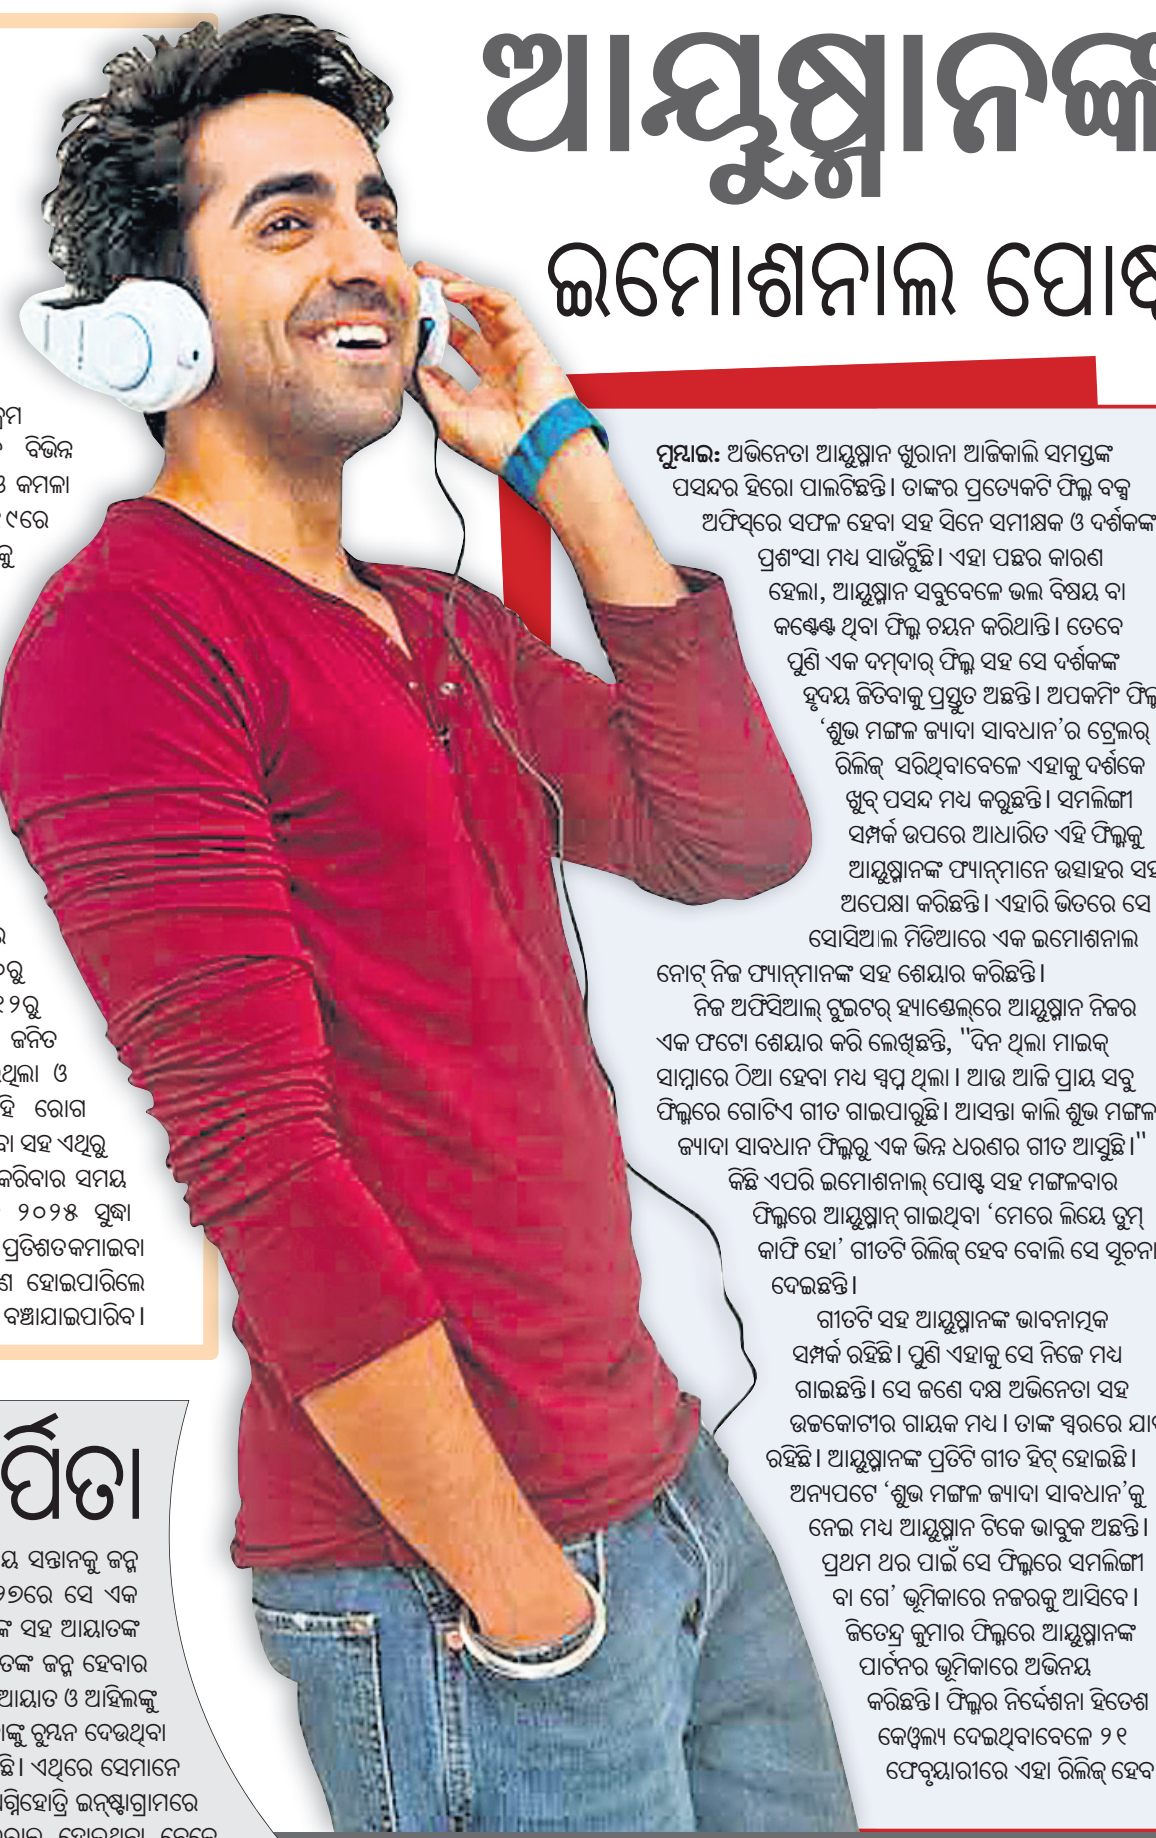 ଆୟୁଷ୍ମାନଙ୍କ
ଇମୋଶନାଲ ପୋଷ୍ଟ
ମୁମ୍ବାଇ: ଅଭିନେତା ଆୟୁଷ୍ମାନ ଖୁରାନା ଆଜିକାଲି ସମସ୍ତଙ୍କ
ପସନ୍ଦର ହିରୋ ପାଲଟିଛନ୍ତି। ତାଙ୍କର ପ୍ରତ୍ୟେକଟି ଫିଲ୍ମ ବକ୍ସ
ଅଫିସ୍‌ରେ ସଫଳ ହେବା ସହ ସିନେ ସମୀକ୍ଷକ ଓ ଦର୍ଶକଙ୍କ
ପ୍ରଶଂସା ମଧ୍ୟ ସାଉଁଟୁଛି। ଏହା ପଛର କାରଣ
ହେଲା, ଆୟୁଷ୍ମାନ ସବୁବେଳେ ଭଲ ବିଷୟ ବା
କଣ୍ଟେଣ୍ଟ ଥିବା ଫିଲ୍ମ ଚୟନ କରିଥାନ୍ତି। ତେବେ
ପୁଣି ଏକ ଦମ୍‌ଦାର୍ ଫିଲ୍ମ ସହ ସେ ଦର୍ଶକଙ୍କ
ହୃଦୟ ଜିତିବାକୁ ପ୍ରସ୍ତୁତ ଅଛନ୍ତି। ଅପକମିଂ ଫିଲ୍ମ
‘ଶୁଭ ମଙ୍ଗଳ ଜ୍ୟାଦା ସାବଧାନ’ର ଟ୍ରେଲର୍
ରିଲିଜ୍ ସରିଥିବାବେଳେ ଏହାକୁ ଦର୍ଶକେ
ଖୁବ୍ ପସନ୍ଦ ମଧ୍ୟ କରୁଛନ୍ତି। ସମଲିଙ୍ଗୀ
ସମ୍ପର୍କ ଉପରେ ଆଧାରିତ ଏହି ଫିଲ୍ମକୁ
ଆୟୁଷ୍ମାନଙ୍କ ଫ୍ୟାନ୍‌ମାନେ ଉତ୍ସାହର ସହ
ଅପେକ୍ଷା କରିଛନ୍ତି। ଏହାରି ଭିତରେ ସେ
ସୋସିଆଲ ମିଡିଆରେ ଏକ ଇମୋଶନାଲ
ନୋଟ୍ ନିଜ ଫ୍ୟାନ୍‌ମାନଙ୍କ ସହ ଶେୟାର କରିଛନ୍ତି।
ନିଜ ଅଫିସିଆଲ୍ ଟୁଇଟର୍ ହ୍ୟାଣ୍ଡେଲ୍‌ରେ ଆୟୁଷ୍ମାନ ନିଜର
ଏକ ଫଟୋ ଶେୟାର କରି ଲେଖିଛନ୍ତି, "ଦିନ ଥିଲା ମାଇକ୍
ସାମ୍ନାରେ ଠିଆ ହେବା ମଧ୍ୟ ସ୍ୱପ୍ନ ଥିଲା। ଆଉ ଆଜି ପ୍ରାୟ ସବୁ
ଫିଲ୍ମରେ ଗୋଟିଏ ଗୀତ ଗାଇପାରୁଛି। ଆସନ୍ତା କାଲି ଶୁଭ ମଙ୍ଗଳ
ଜ୍ୟାଦା ସାବଧାନ ଫିଲ୍ମରୁ ଏକ ଭିନ୍ନ ଧରଣର ଗୀତ ଆସୁଛି।"
କିଛି ଏପରି ଇମୋଶନାଲ୍ ପୋଷ୍ଟ ସହ ମଙ୍ଗଳବାର
ଫିଲ୍ମରେ ଆୟୁଷ୍ମାନ୍ ଗାଇଥିବା ‘ମେରେ ଲିୟେ ତୁମ୍
କାଫି ହୋ’ ଗୀତଟି ରିଲିଜ୍ ହେବ ବୋଲି ସେ ସୂଚନା
ଦେଇଛନ୍ତି।
ଗୀତଟି ସହ ଆୟୁଷ୍ମାନଙ୍କ ଭାବନାତ୍ମକ
ସମ୍ପର୍କ ରହିଛି। ପୁଣି ଏହାକୁ ସେ ନିଜେ ମଧ୍ୟ
ଗାଇଛନ୍ତି। ସେ ଜଣେ ଦକ୍ଷ ଅଭିନେତା ସହ
ଉଚ୍ଚକୋଟୀର ଗାୟକ ମଧ୍ୟ। ତାଙ୍କ ସ୍ୱରରେ
ରହିଛି। ଆୟୁଷ୍ମାନଙ୍କ ପ୍ରତିଟି ଗୀତ ହିଟ୍ ହୋଇଛି।
ଅନ୍ୟପଟେ ‘ଶୁଭ ମଙ୍ଗଳ ଜ୍ୟାଦା ସାବଧାନ’କୁ
ନେଇ ମଧ୍ୟ ଆୟୁଷ୍ମାନ ଟିକେ ଭାବୁକ ଅଛନ୍ତି।
ପ୍ରଥମ ଥର ପାଇଁ ସେ ଫିଲ୍ମରେ ସମଲିଙ୍ଗୀ
ବା ଗେ’ ଭୂମିକାରେ ନଜରକୁ ଆସିବେ।
ଜିତେନ୍ଦ୍ର କୁମାର ଫିଲ୍ମରେ ଆୟୁଷ୍ମାନଙ୍କ
ପାର୍ଟନର ଭୂମିକାରେ ଅଭିନୟ
କରିଛନ୍ତି। ଫିଲ୍ମର ନିର୍ଦ୍ଦେଶନା ହିତେଶ
କେୱଲ୍ୟ ଦେଇଥିବାବେଳେ ୨୧
ଫେବୃୟାରୀରେ ଏହା ରିଲିଜ୍ ହେବ
ବିଭିନ୍ନ
ଓ କମଳା
୧୯ରେ
କୁ
୧୨ରୁ
ଜନିତ
ଥିଲା ଓ
ହି ରୋଗ
ବା ସହ ଏଥିରୁ
କରିବାର ସମୟ
୨୦୨୫ ସୁଦ୍ଧା
ପ୍ରତିଶତକମାଇବା
ଣ ହୋଇପାରିଲେ
ବଞ୍ଚାଯାଇପାରିବ।
ର୍ପିତା
ୟ ସନ୍ତାନକୁ ଜନ୍ମ
୨୭ରେ ସେ ଏକ
ଙ୍କ ସହ ଆୟାତଙ୍କ
ତଙ୍କ ଜନ୍ମ ହେବାର
ଆୟାତ ଓ ଆହିଲଙ୍କୁ
ଙ୍କୁ ଚୁମ୍ବନ ଦେଉଥିବା
ଛି। ଏଥିରେ ସେମାନେ
ଅଗ୍ନିହୋତ୍ରି ଇନ୍‌ଷ୍ଟାଗ୍ରାମରେ